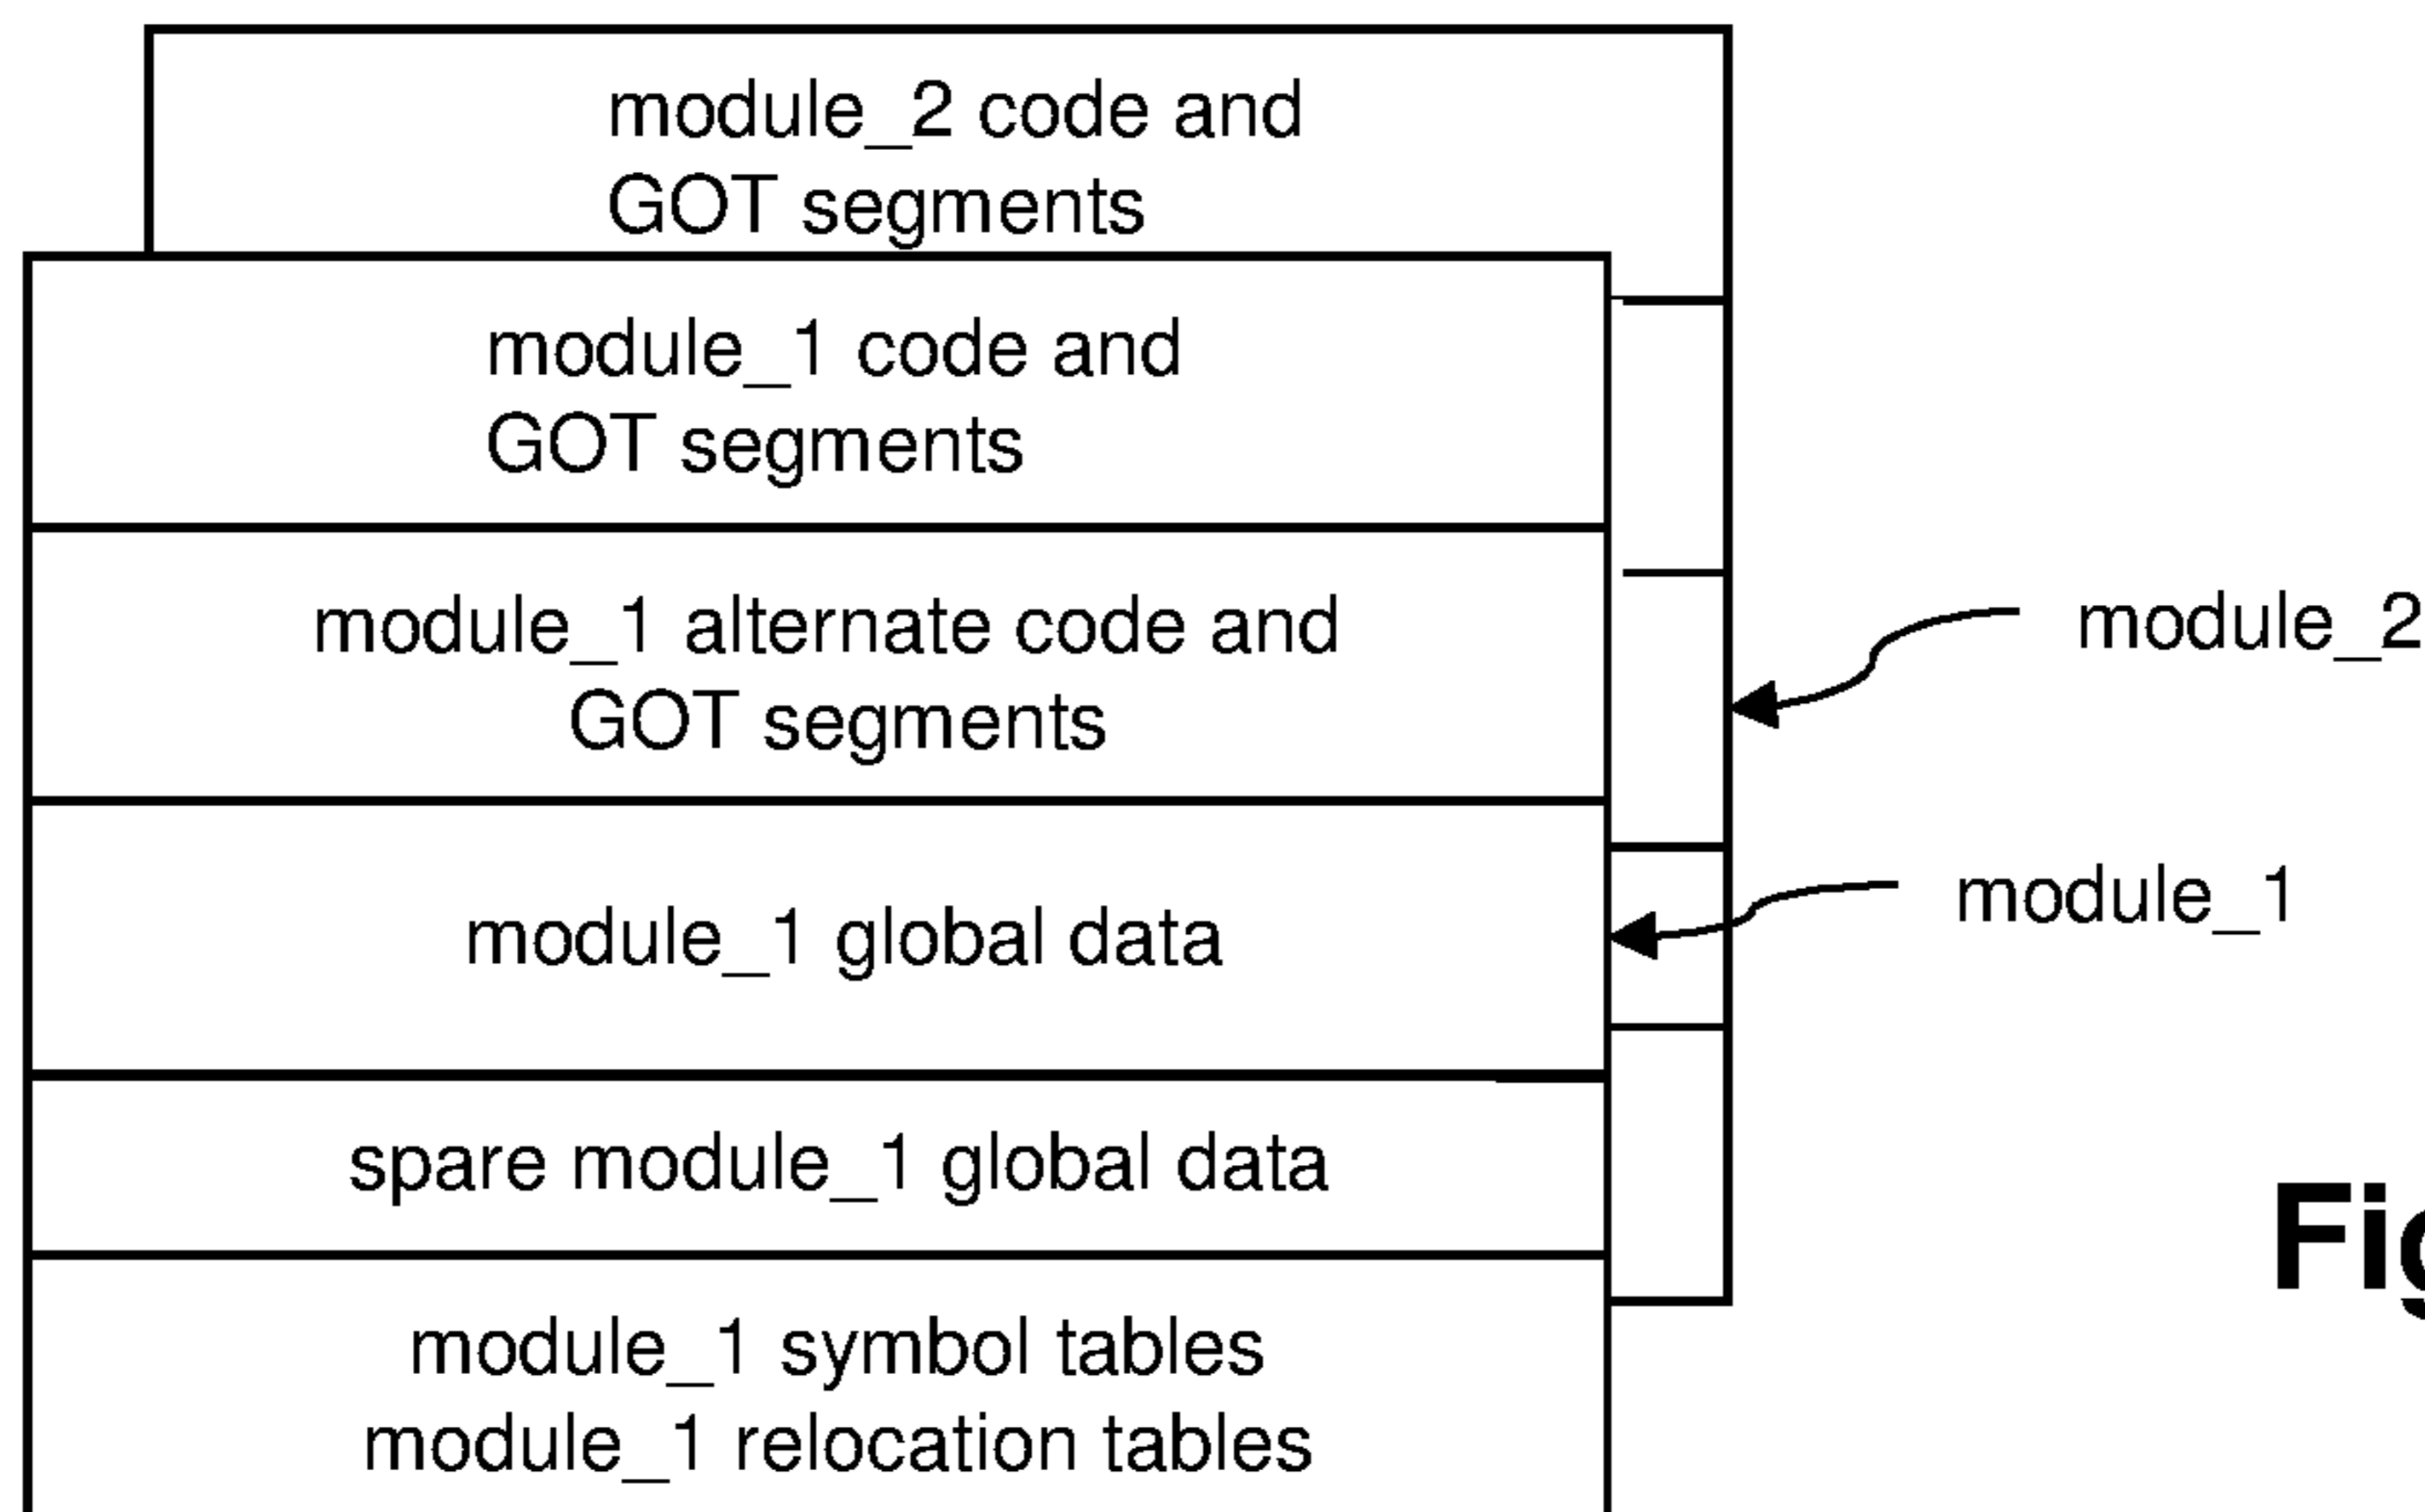 module_2 code and
GOT segments
module_1 code and
GOT segments
module_1 alternate code and
GOT segments
module_2
module_1 global data
module_1
spare module_1 global data
module_1 symbol tables
module_1 relocation tables